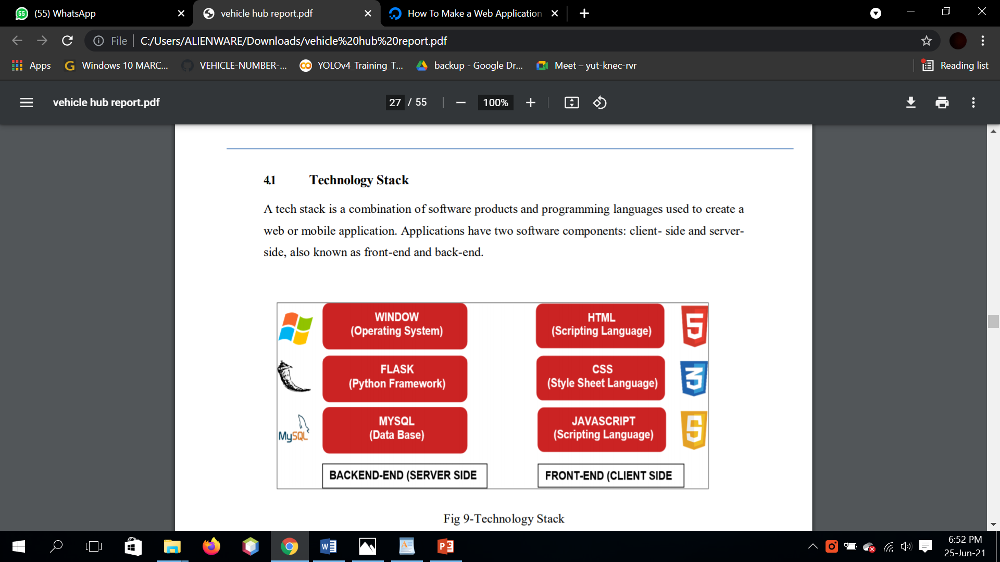 (55) WhatsApp
vehicle hub report.pdf
How To Make a Web Application
File
C:/Users/ALIENWARE/Downloads/vehicle%20hub%20report.pdf
Apps
Windows 10 MARC...
VEHICLE-NUMBER-...
YOLOv4_Training_T...
backup - Google Dr...
Meet – yut-knec-rvr
Reading list
vehicle hub report.pdf
27 / 55
100%
4.1 Technology Stack
A tech stack is a combination of software products and programming languages used to create a
web or mobile application. Applications have two software components: client- side and server-
side, also known as front-end and back-end.
WINDOW
(Operating System)
HTML
(Scripting Language)
FLASK
(Python Framework)
CSS
(Style Sheet Language)
MySQL
MYSQL
(Data Base)
JAVASCRIPT
(Scripting Language)
BACKEND-END (SERVER SIDE
FRONT-END (CLIENT SIDE
Fig 9-Technology Stack
6:52 PM
25-Jun-21